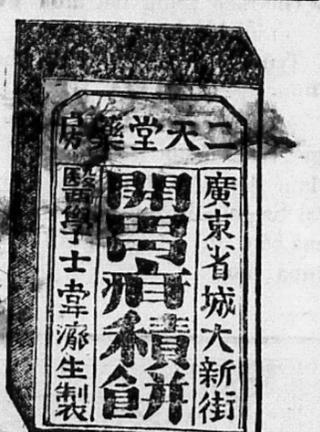 二天堂藥房
廣東省城大新街
開胃疳積餅
醫學士韋生製